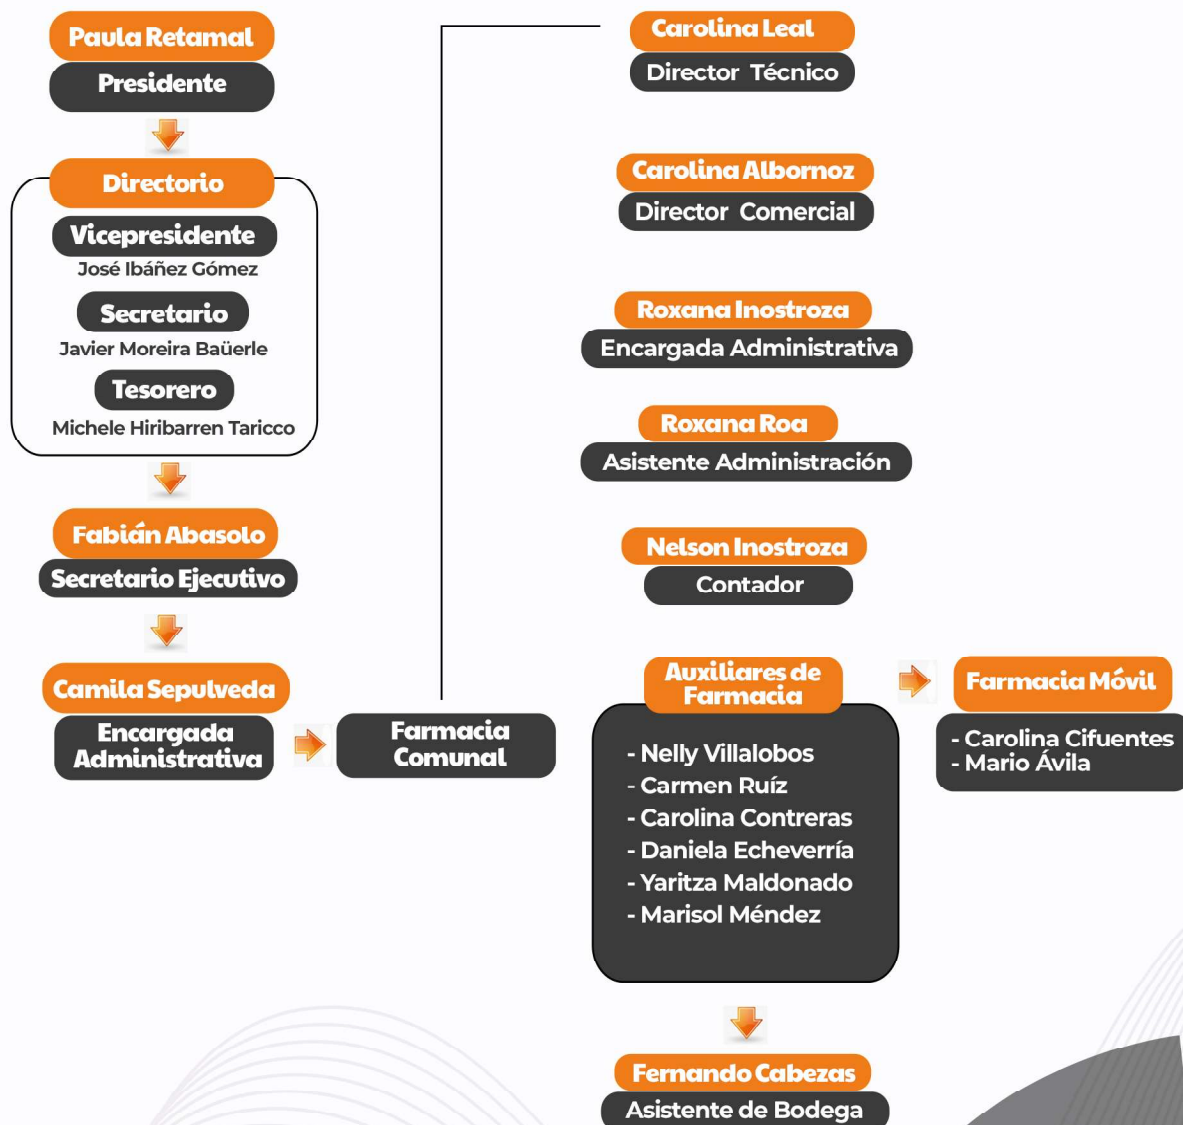 Paula Retamal
Presidente
Directorio
Vicepresidente
José Ibáñez Gómez
Secretario
Javier Moreira Baüerle
Tesorero
Michele Hiribarren Taricco
Fabián Abasolo
Secretario Ejecutivo
Camila Sepulveda
Encargada
Administrativa
Farmacia
Comunal
Carolina Leal
Director Técnico
Carolina Albornoz
Director Comercial
Roxana Inostroza
Encargada Administrativa
Roxana Roa
Asistente Administración
Nelson Inostroza
Contador
Auxiliares de
Farmacia
- Nelly Villalobos
- Carmen Ruíz
- Carolina Contreras
- Daniela Echeverría
- Yaritza Maldonado
- Marisol Méndez
Farmacia Móvil
- Carolina Cifuentes
- Mario Ávila
Fernando Cabezas
Asistente de Bodega